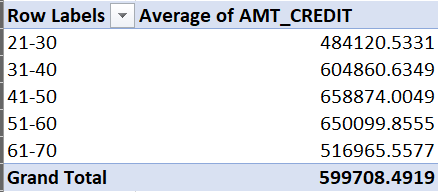 Row Labels Average of AMT_CREDIT
21-30 484120.5331
31-40 604860.6349
41-50 658874.0049
51-60 650099.8555
61-70 516965.5577
Grand Total 599708.4919